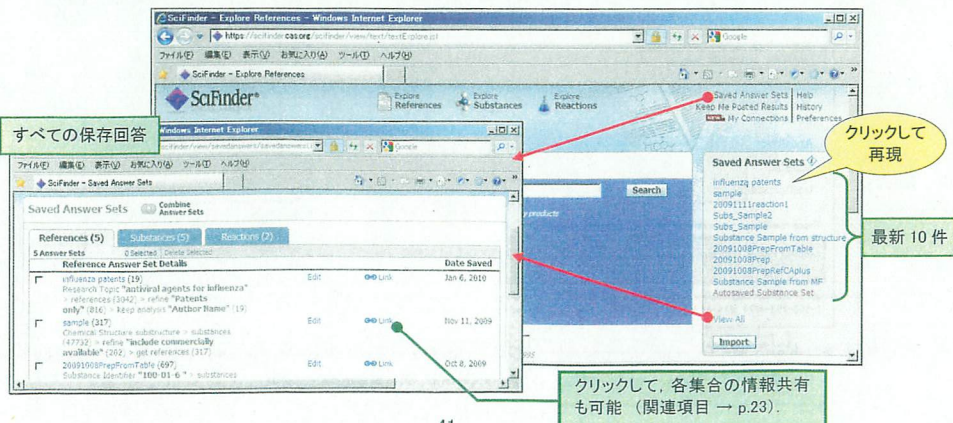 SciFinder - Explore References - Windows Internet Explorer
Google
ファイル(F) 編集(E) 表示(V) お気に入り(A) ツール(T) ヘルプ(H)
SciFinder - Explore References
SciFinder®
Explore References
Explore Substances
Explore Reactions
Saved Answer Sets | Help
Keep Me Posted Results | History
My Connections | Preferences
クリックして
再現
すべての保存回答
Windows Internet Explorer
Google
ファイル(F) 編集(E) 表示(V) お気に入り(A) ツール(T) ヘルプ(H)
SciFinder - Saved Answer Sets
Search
Saved Answer Sets
influenza patents
sample
20091111reaction1
Subs_Sample2
Subs_Sample
Substance Sample from structure
20091008PrepFromTable
20091008Prep
20091008PrepRefCAplus
Substance Sample from MF
Autosaved Substance Set
View All
Import
最新 10 件
Saved Answer Sets
Combine Answer Sets
References (5)
Substances (5)
Reactions (2)
5 Answer Sets 0 Selected Delete Selected
Reference Answer Set Details Date Saved
influenza patents (19) Edit Link Jan 6, 2010
Research Topic "antiviral agents for influenza"
> references (3042) > refine "Patents
only" (816) > keep analysis "Author Name" (19)
sample (317) Edit Link Nov 11, 2009
Chemical Structure substructure > substances
(47732) > refine "include commercially
available" (202) > get references (317)
20091008PrepFromTable (697) Edit Link Oct 8, 2009
Substance Identifier "100-01-6" > substances
クリックして，各集合の情報共有
も可能 （関連項目 → p.23）．
41